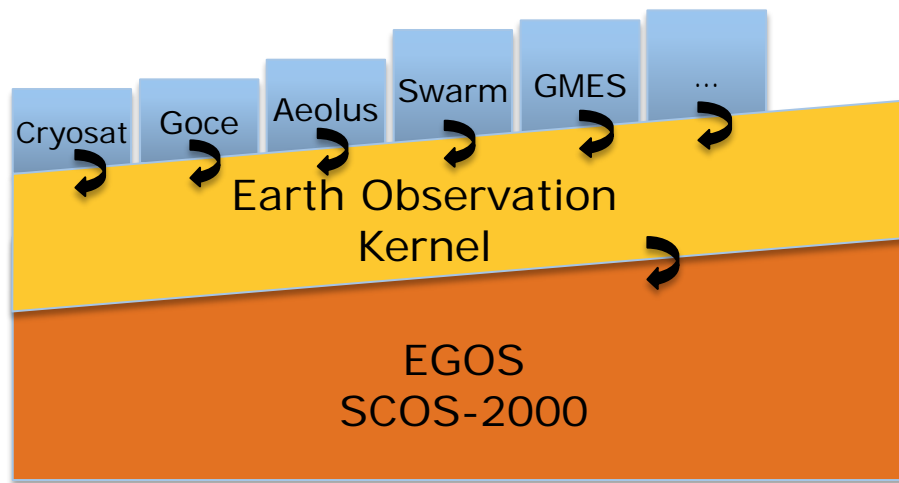 Cryosat
Goce
Aeolus
Swarm
GMES
...
Earth Observation
Kernel
EGOS
SCOS-2000